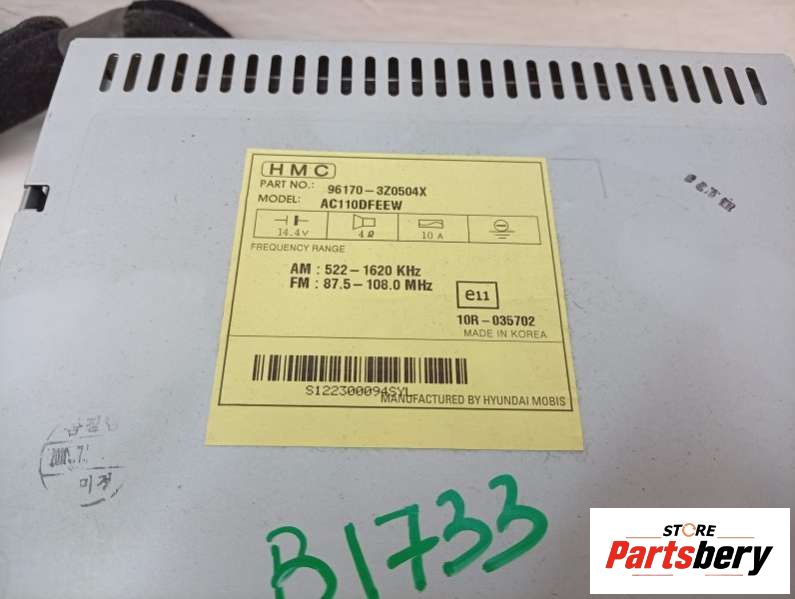 HMC
PART NO.: 96170-3Z0504X
MODEL: AC110DFEEW
14.4V 4Ω 10A
FREQUENCY RANGE
AM : 522-1620 KHz
FM : 87.5-108.0 MHz
e11
10R-035702
MADE IN KOREA
S122300094SYL
MANUFACTURED BY HYUNDAI MOBIS
B1733
STORE
Partsbery